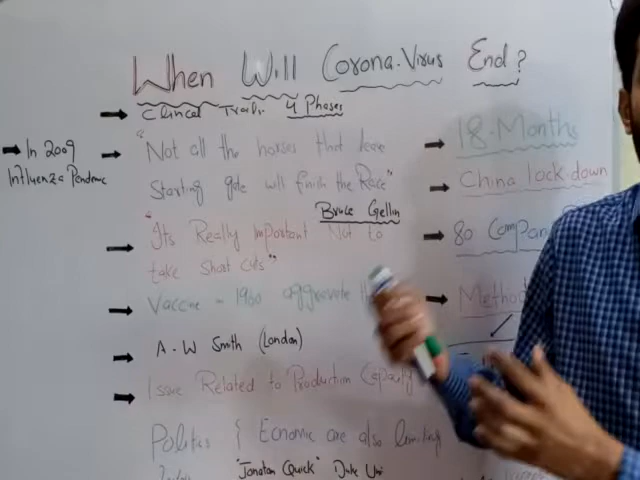 When Will Corona-Virus End?
Clinical Trails. 4 Phases
In 2009
Influenza Pandemic
"Not all the horses that leave
Starting gate will finish the Race"
Bruce Gellin
"Its Really Important Not to
take short cuts"
Vaccine - 1960 aggrevate
A.W Smith (London)
Issue Related to Production Capacity
Politics & Economic are also limiting
"Jonatan Quick" Duke Uni
18-Months
China lock-down
80 Compan
Method